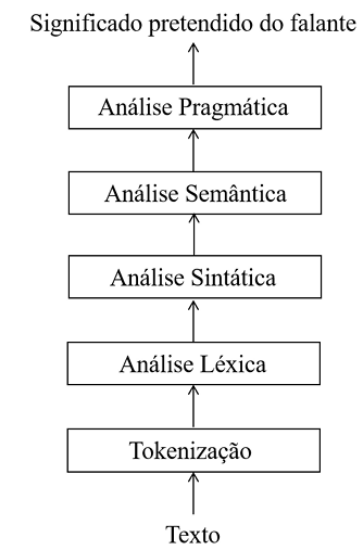 Significado pretendido do falante
Análise Pragmática
Análise Semântica
Análise Sintática
Análise Léxica
Tokenização
Texto